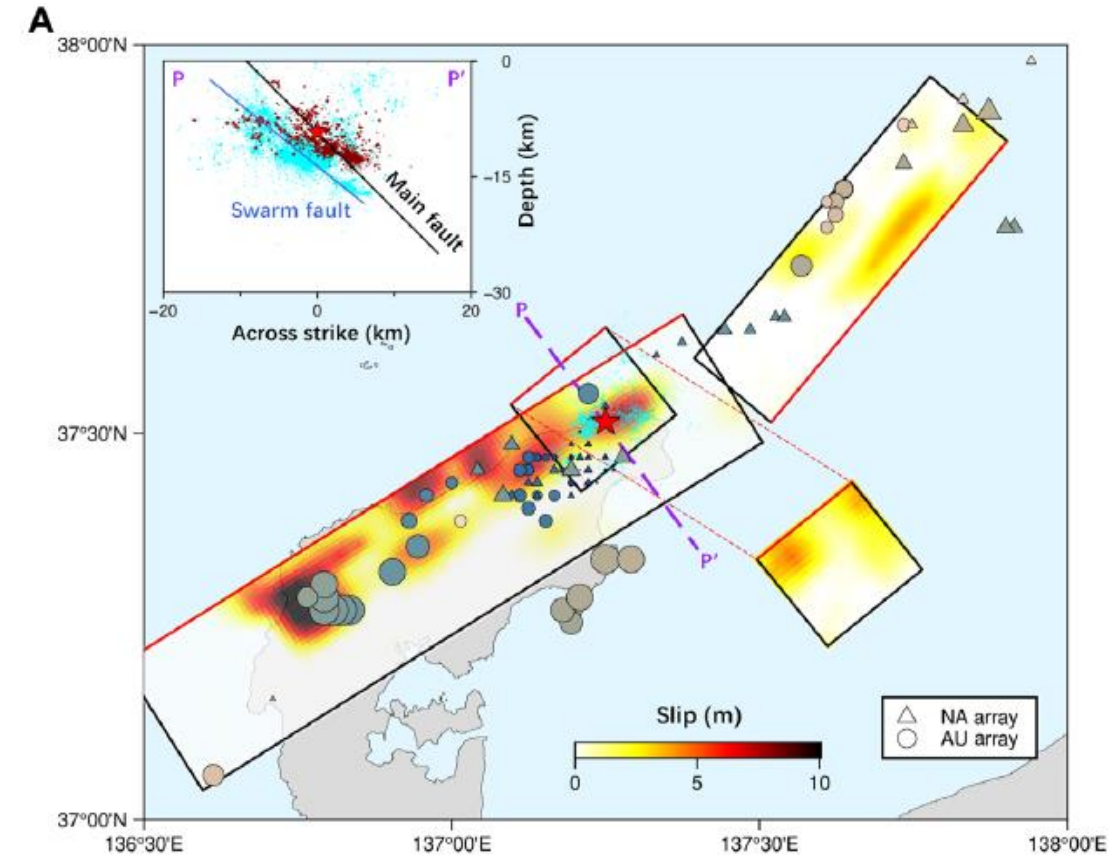 A
38°00'N
P
P'
0
Depth (km)
-15
Swarm fault
Main fault
-30
-20
0
20
Across strike (km)
P
37°30'N
P'
Slip (m)
0
5
10
NA array
AU array
37°00'N
136°30'E
137°00'E
137°30'E
138°00'E